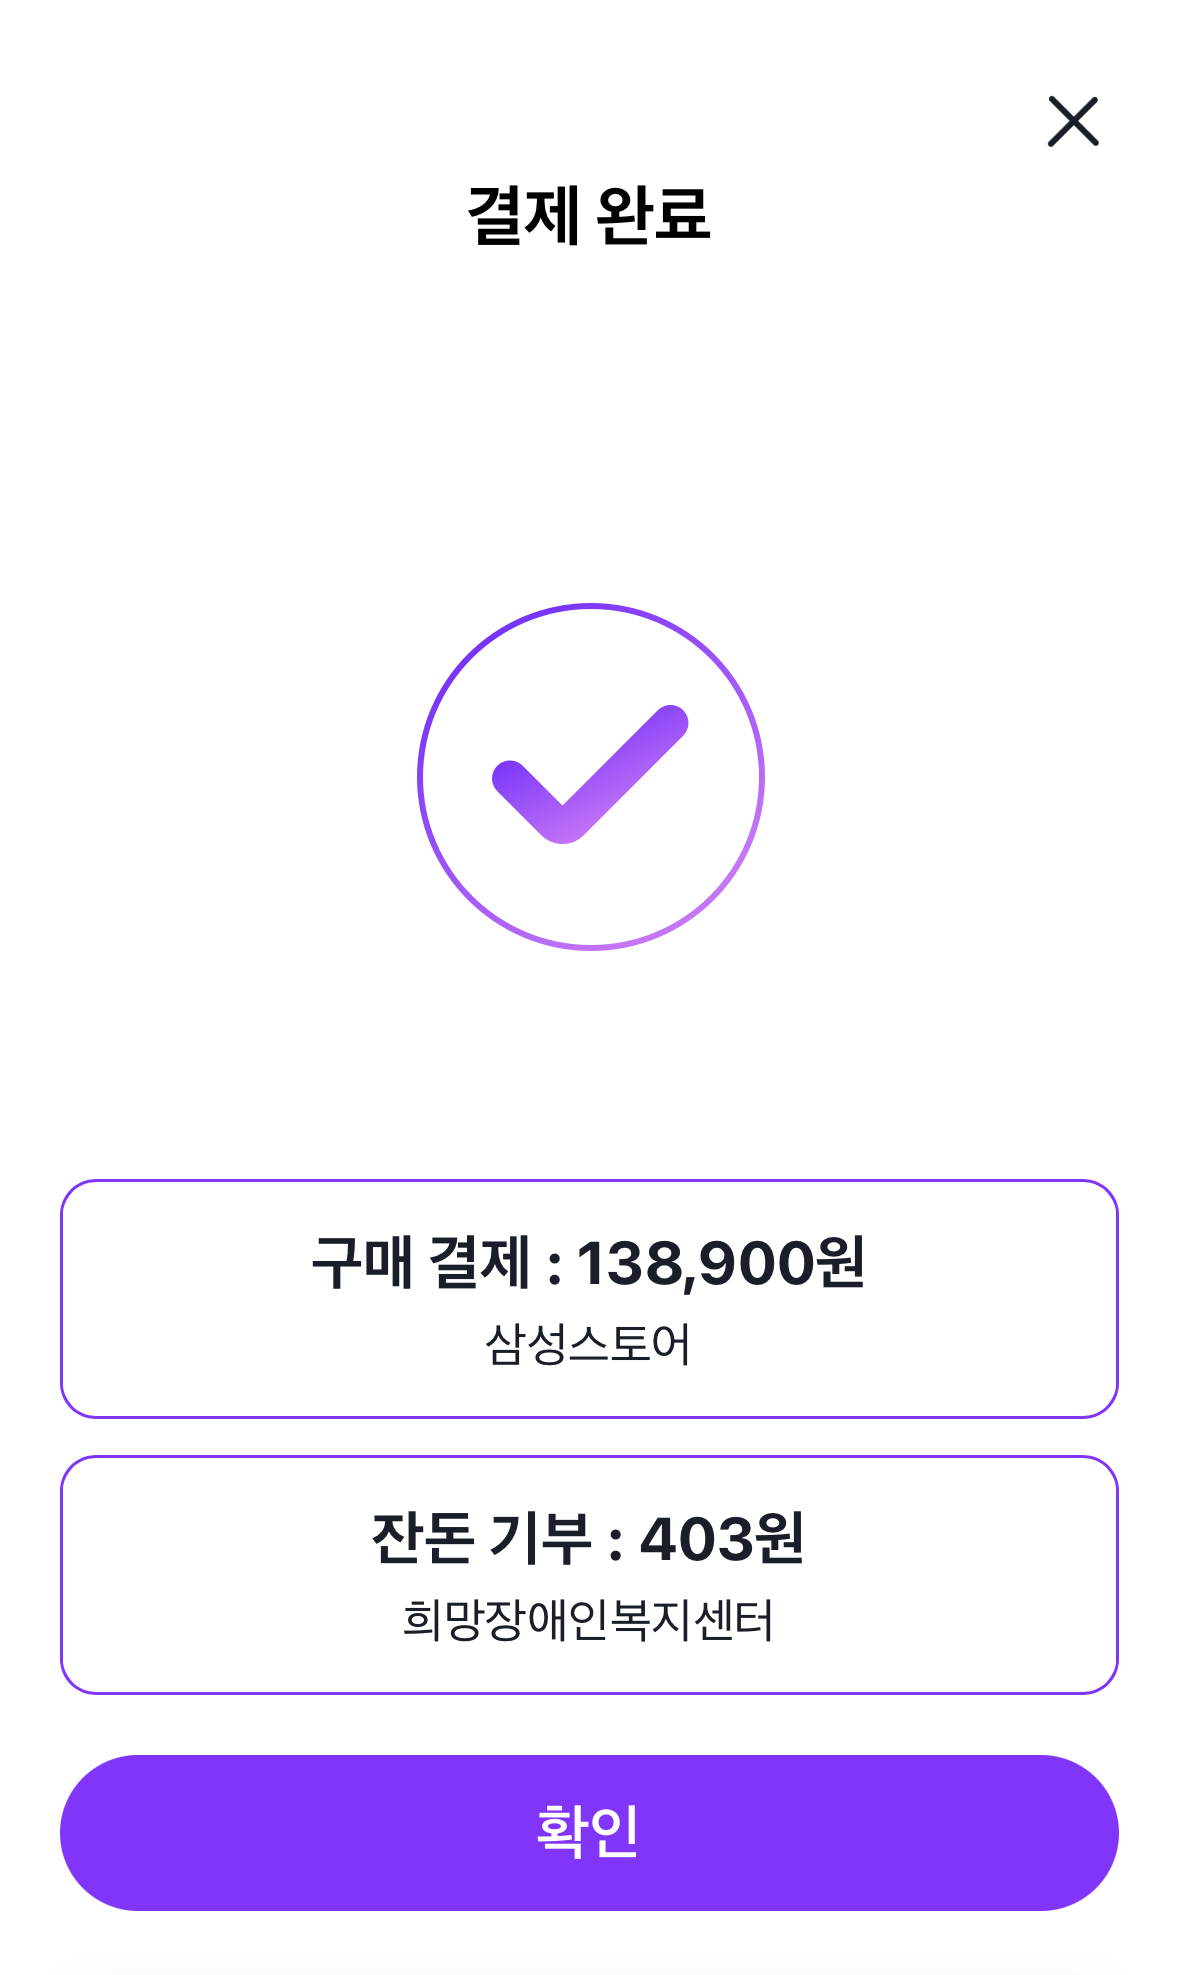 결제 완료
구매 결제 : 138,900원
삼성스토어
잔돈 기부 : 403원
희망장애인복지센터
확인